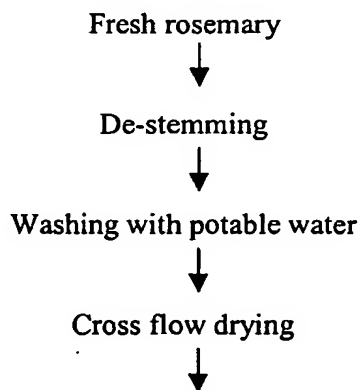 Fresh rosemary
De-stemming
Washing with potable water
Cross flow drying